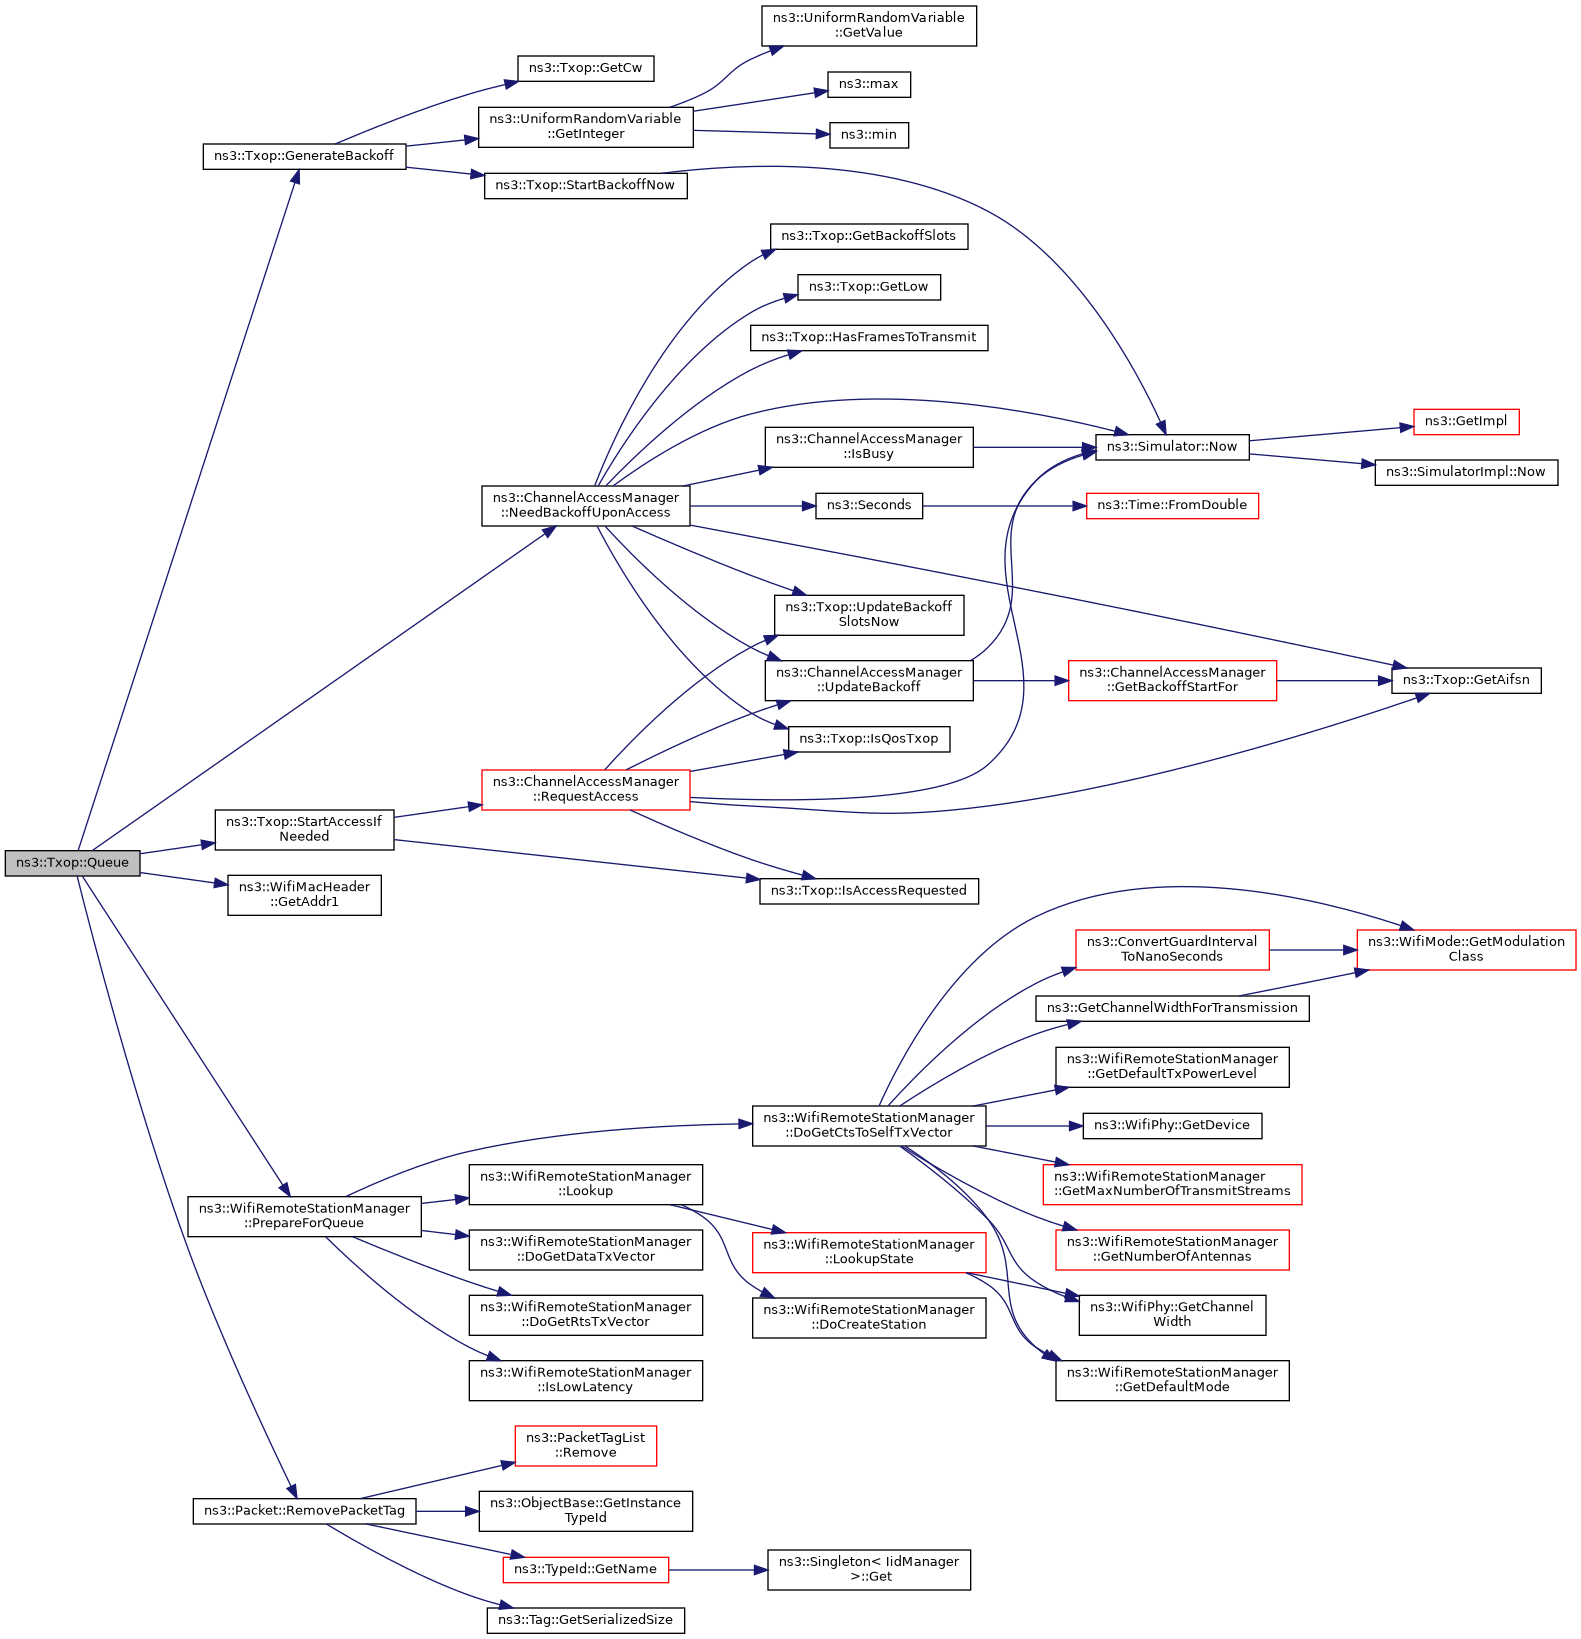 ns3::UniformRandomVariable
::GetValue
ns3::Txop::GetCw
ns3::max
ns3::UniformRandomVariable
::GetInteger
ns3::min
ns3::Txop::GenerateBackoff
ns3::Txop::StartBackoffNow
ns3::Txop::GetBackoffSlots
ns3::Txop::GetLow
ns3::Txop::HasFramesToTransmit
ns3::GetImpl
ns3::ChannelAccessManager
::IsBusy
ns3::Simulator::Now
ns3::SimulatorImpl::Now
ns3::ChannelAccessManager
::NeedBackoffUponAccess
ns3::Seconds
ns3::Time::FromDouble
ns3::Txop::UpdateBackoff
SlotsNow
ns3::ChannelAccessManager
::UpdateBackoff
ns3::ChannelAccessManager
::GetBackoffStartFor
ns3::Txop::GetAifsn
ns3::Txop::IsQosTxop
ns3::ChannelAccessManager
::RequestAccess
ns3::Txop::StartAccessIf
Needed
ns3::Txop::Queue
ns3::WifiMacHeader
::GetAddr1
ns3::Txop::IsAccessRequested
ns3::ConvertGuardInterval
ToNanoSeconds
ns3::WifiMode::GetModulation
Class
ns3::GetChannelWidthForTransmission
ns3::WifiRemoteStationManager
::GetDefaultTxPowerLevel
ns3::WifiRemoteStationManager
::DoGetCtsToSelfTxVector
ns3::WifiPhy::GetDevice
ns3::WifiRemoteStationManager
::Lookup
ns3::WifiRemoteStationManager
::GetMaxNumberOfTransmitStreams
ns3::WifiRemoteStationManager
::PrepareForQueue
ns3::WifiRemoteStationManager
::DoGetDataTxVector
ns3::WifiRemoteStationManager
::LookupState
ns3::WifiRemoteStationManager
::GetNumberOfAntennas
ns3::WifiRemoteStationManager
::DoGetRtsTxVector
ns3::WifiRemoteStationManager
::DoCreateStation
ns3::WifiPhy::GetChannel
Width
ns3::WifiRemoteStationManager
::IsLowLatency
ns3::WifiRemoteStationManager
::GetDefaultMode
ns3::PacketTagList
::Remove
ns3::Packet::RemovePacketTag
ns3::ObjectBase::GetInstance
TypeId
ns3::TypeId::GetName
ns3::Singleton< IidManager
>::Get
ns3::Tag::GetSerializedSize